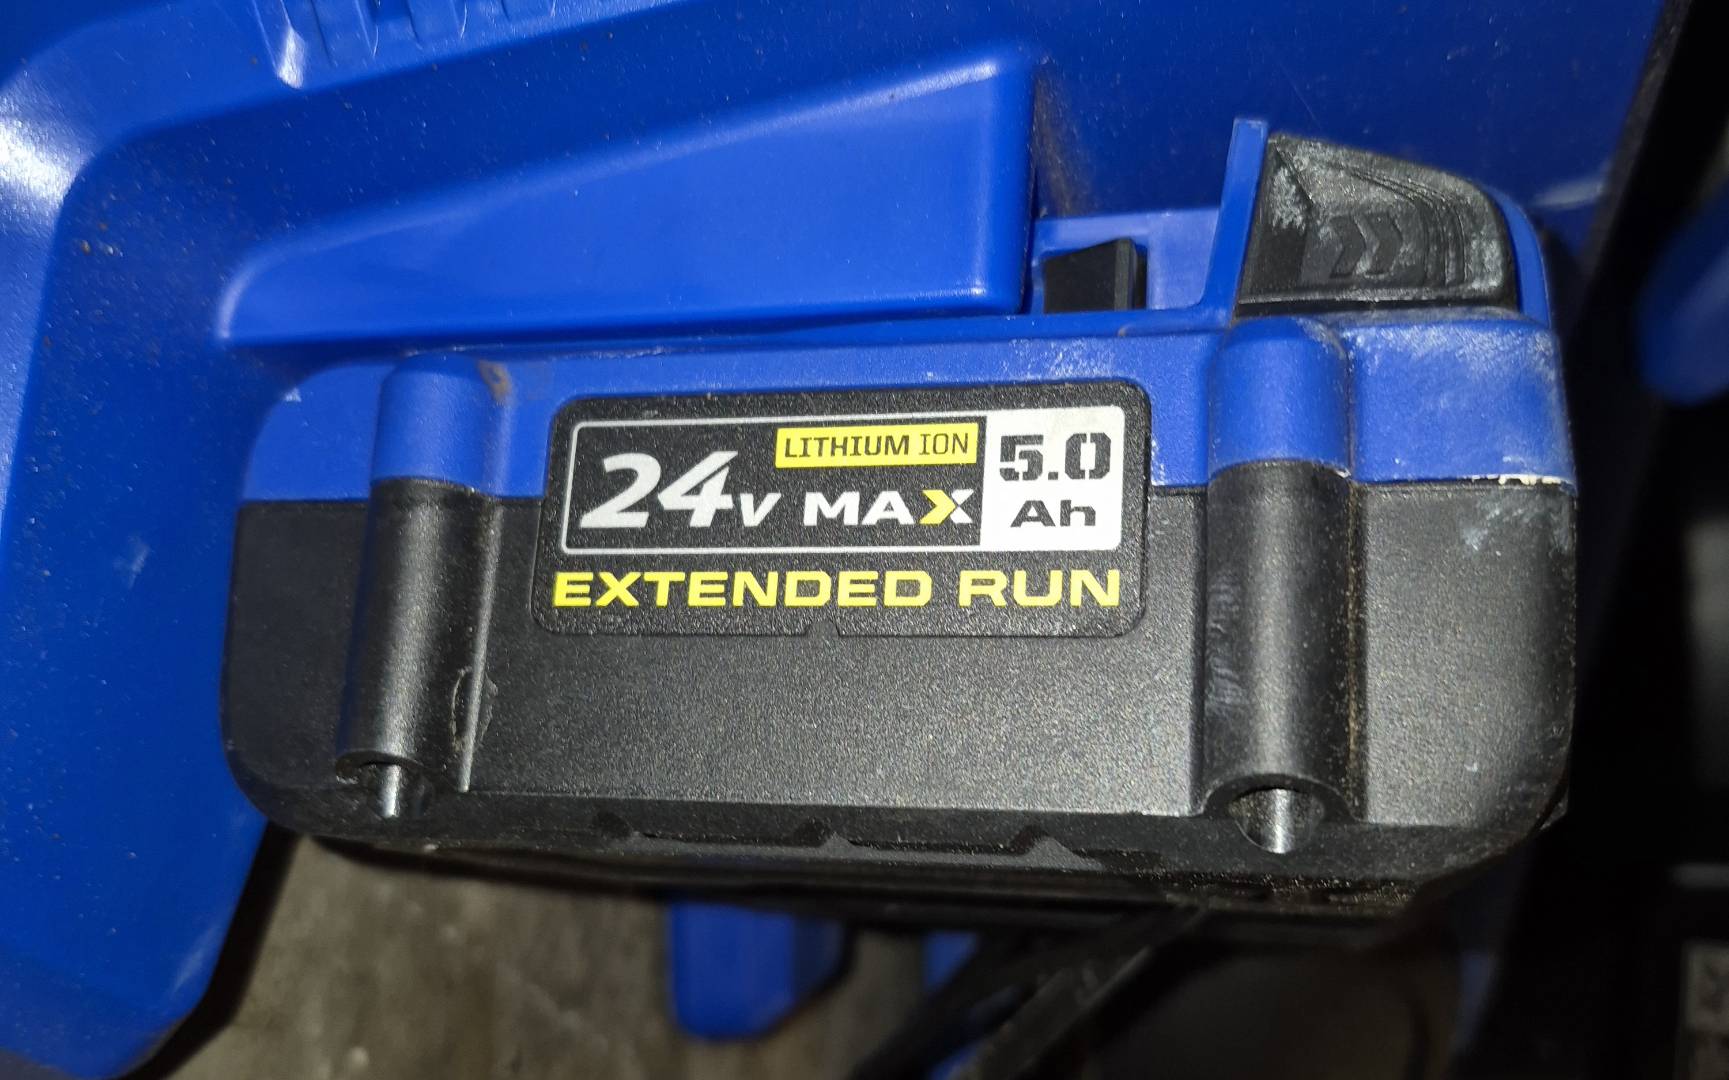 LITHIUM ION
24V MAX
5.0
Ah
EXTENDED RUN